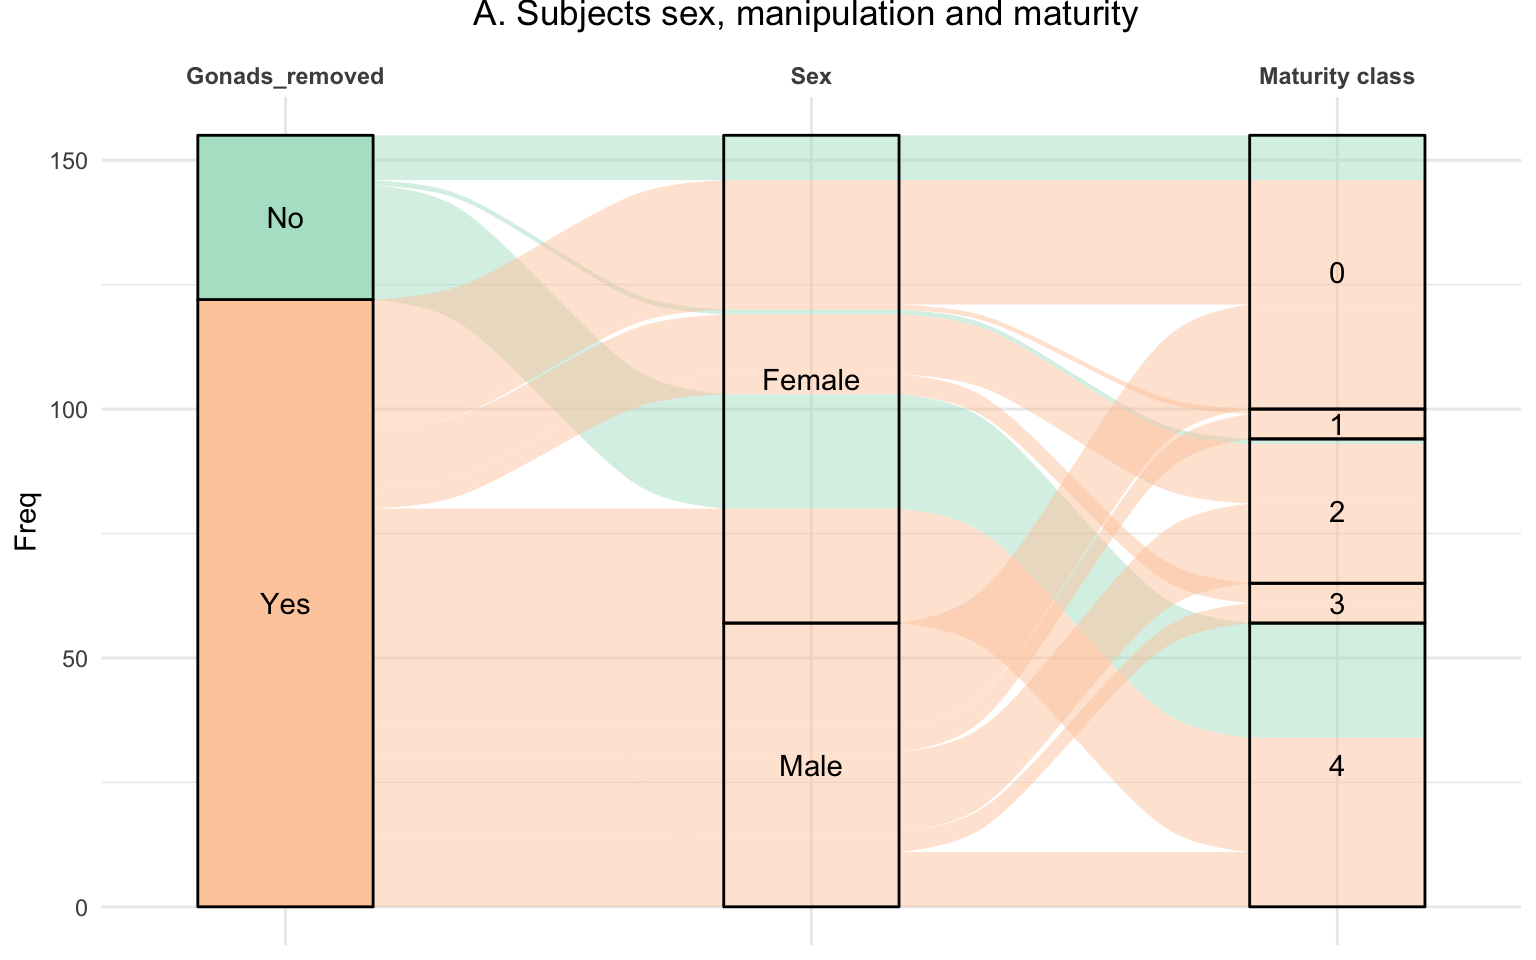 A. Subjects sex, manipulation and maturity
Gonads_removed Sex Maturity class
150
No
0
Female
100
1
2
Freq
Yes
3
50
Male
4
0